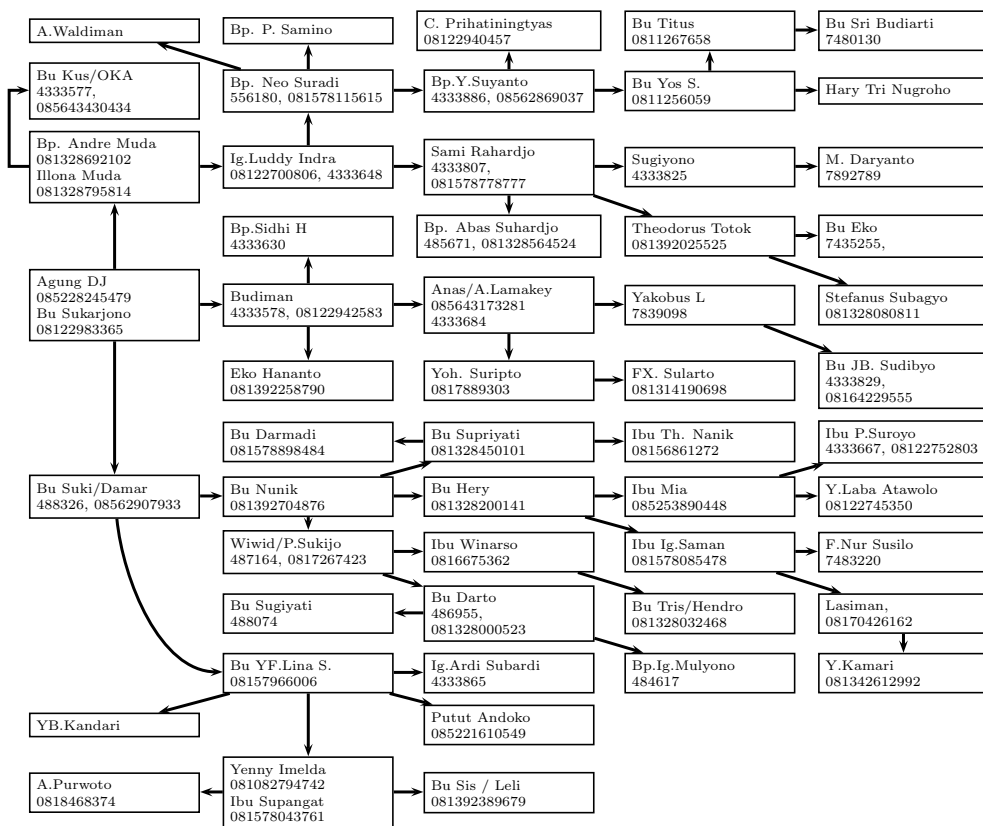 A.Waldiman
Bp. P. Samino
C. Prihatiningtyas
08122940457
Bu Titus
0811267658
Bu Sri Budiarti
7480130
Bu Kus/OKA
4333577,
085643430434
Bp. Neo Suradi
556180, 081578115615
Bp.Y.Suyanto
4333886, 08562869037
Bu Yos S.
0811256059
Hary Tri Nugroho
Bp. Andre Muda
081328692102
Illona Muda
081328795814
Ig.Luddy Indra
08122700806, 4333648
Sami Rahardjo
4333807,
081578778777
Sugiyono
4333825
M. Daryanto
7892789
Bp.Sidhi H
4333630
Bp. Abas Suhardjo
485671, 081328564524
Theodorus Totok
081392025525
Bu Eko
7435255,
Agung DJ
085228245479
Bu Sukarjono
08122983365
Budiman
4333578, 08122942583
Anas/A.Lamakey
085643173281
4333684
Yakobus L
7839098
Stefanus Subagyo
081328080811
Eko Hananto
081392258790
Yoh. Suripto
0817889303
FX. Sularto
081314190698
Bu JB. Sudibyo
4333829,
08164229555
Bu Darmadi
081578898484
Bu Supriyati
081328450101
Ibu Th. Nanik
08156861272
Ibu P.Suroyo
4333667, 08122752803
Bu Suki/Damar
488326, 08562907933
Bu Nunik
081392704876
Bu Hery
081328200141
Ibu Mia
085253890448
Y.Laba Atawolo
08122745350
Wiwid/P.Sukijo
487164, 0817267423
Ibu Winarso
0816675362
Ibu Ig.Saman
081578085478
F.Nur Susilo
7483220
Bu Sugiyati
488074
Bu Darto
486955,
081328000523
Bu Tris/Hendro
081328032468
Lasiman,
08170426162
Bu YF.Lina S.
08157966006
Ig.Ardi Subardi
4333865
Bp.Ig.Mulyono
484617
Y.Kamari
081342612992
YB.Kandari
Putut Andoko
085221610549
A.Purwoto
0818468374
Yenny Imelda
081082794742
Ibu Supangat
081578043761
Bu Sis / Leli
081392389679